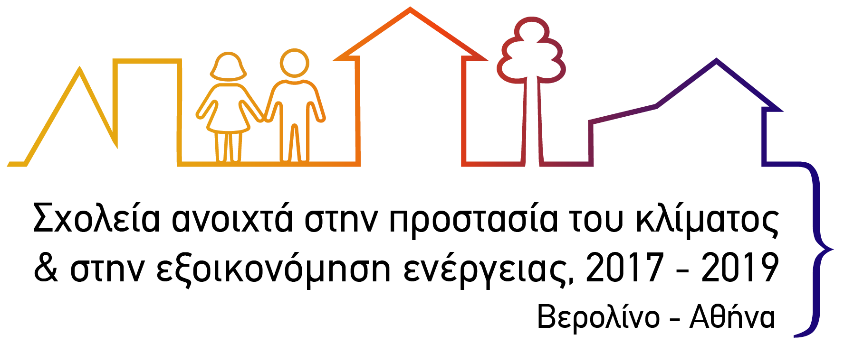 Σχολεία ανοιχτά στην προστασία του κλίματος
& στην εξοικονόμηση ενέργειας, 2017 - 2019
Βερολίνο - Αθήνα